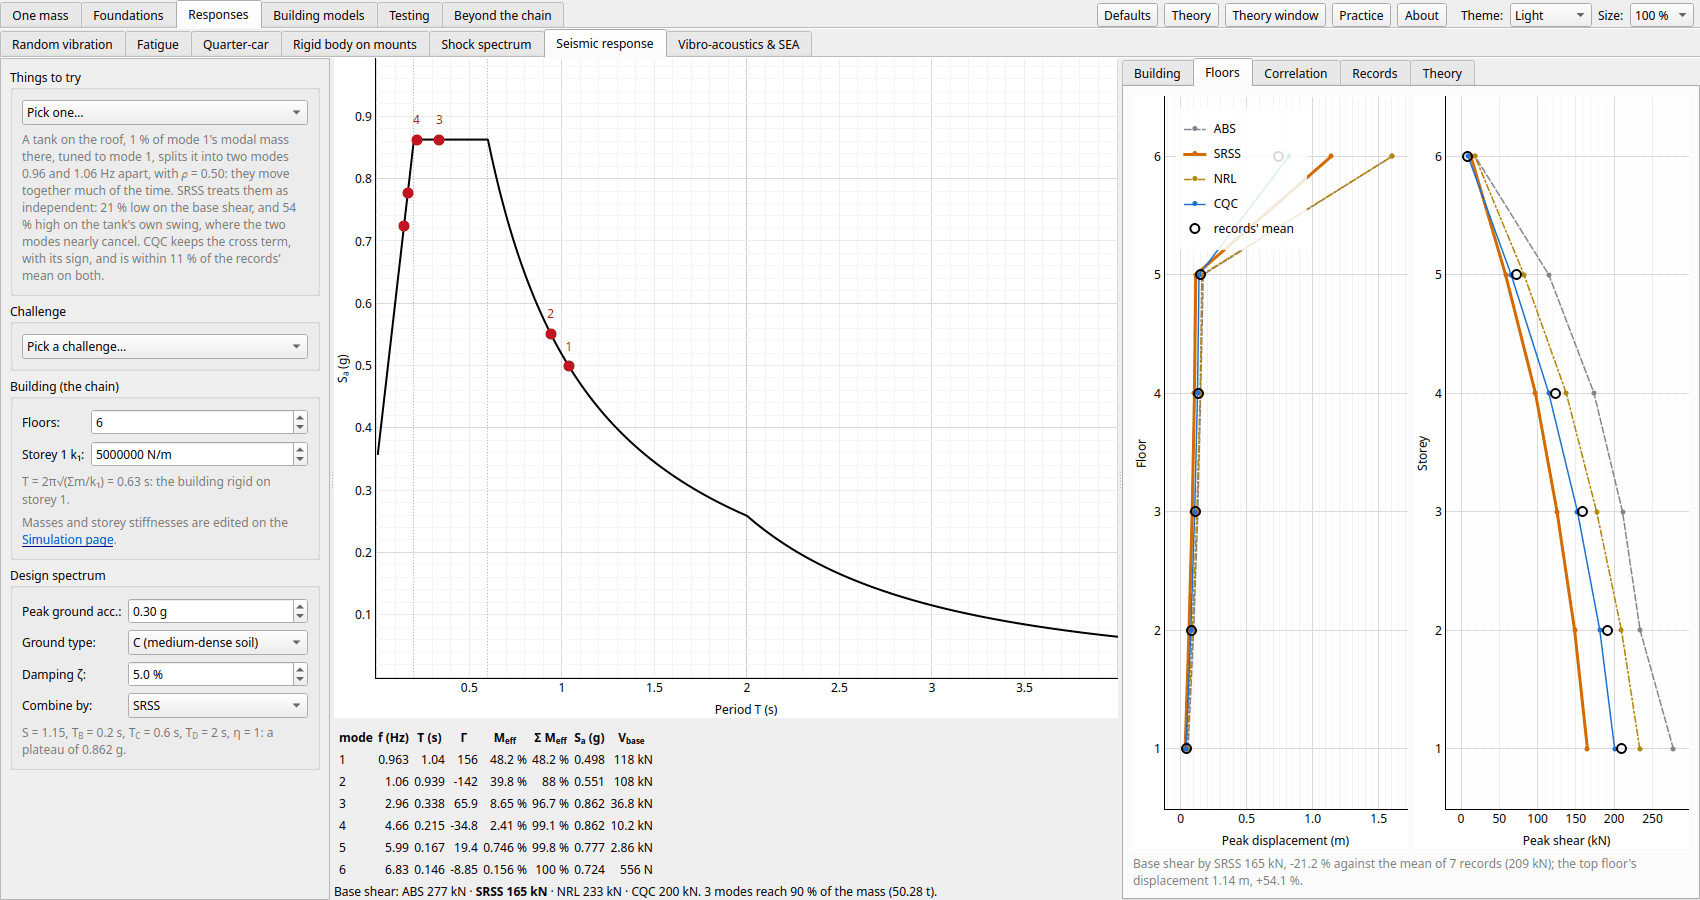 One mass Foundations Responses Building models Testing Beyond the chain Defaults Theory Theory window Practice About Theme: Light Size: 100 %
Random vibration Fatigue Quarter-car Rigid body on mounts Shock spectrum Seismic response Vibro-acoustics & SEA
Things to try
Pick one...
A tank on the roof, 1 % of mode 1's modal mass
there, tuned to mode 1, splits it into two modes
0.96 and 1.06 Hz apart, with ρ = 0.50: they move
together much of the time. SRSS treats them as
independent: 21 % low on the base shear, and 54
% high on the tank's own swing, where the two
modes nearly cancel. CQC keeps the cross term,
with its sign, and is within 11 % of the records'
mean on both.
Challenge
Pick a challenge...
Building (the chain)
Floors: 6
Storey 1 k₁: 5000000 N/m
T = 2π√(Σm/k₁) = 0.63 s: the building rigid on
storey 1.
Masses and storey stiffnesses are edited on the
Simulation page.
Design spectrum
Peak ground acc.: 0.30 g
Ground type: C (medium-dense soil)
Damping ζ: 5.0 %
Combine by: SRSS
S = 1.15, T_B = 0.2 s, T_C = 0.6 s, T_D = 2 s, η = 1: a
plateau of 0.862 g.
0.9
0.8
0.7
0.6
0.5
0.4
0.3
0.2
0.1
Sₐ (g)
4 3
2
1
0.5 1 1.5 2 2.5 3 3.5
Period T (s)
mode f (Hz) T (s) Γ M_eff Σ M_eff Sₐ (g) V_base
1 0.963 1.04 156 48.2 % 48.2 % 0.498 118 kN
2 1.06 0.939 -142 39.8 % 88 % 0.551 108 kN
3 2.96 0.338 65.9 8.65 % 96.7 % 0.862 36.8 kN
4 4.66 0.215 -34.8 2.41 % 99.1 % 0.862 10.2 kN
5 5.99 0.167 19.4 0.746 % 99.8 % 0.777 2.86 kN
6 6.83 0.146 -8.85 0.156 % 100 % 0.724 556 N
Base shear: ABS 277 kN · SRSS 165 kN · NRL 233 kN · CQC 200 kN. 3 modes reach 90 % of the mass (50.28 t).
Building Floors Correlation Records Theory
ABS
SRSS
NRL
CQC
records' mean
6
5
4
3
2
1
Floor
0 0.5 1.0 1.5
Peak displacement (m)
6
5
4
3
2
1
Storey
0 50 100 150 200 250
Peak shear (kN)
Base shear by SRSS 165 kN, -21.2 % against the mean of 7 records (209 kN); the top floor's
displacement 1.14 m, +54.1 %.